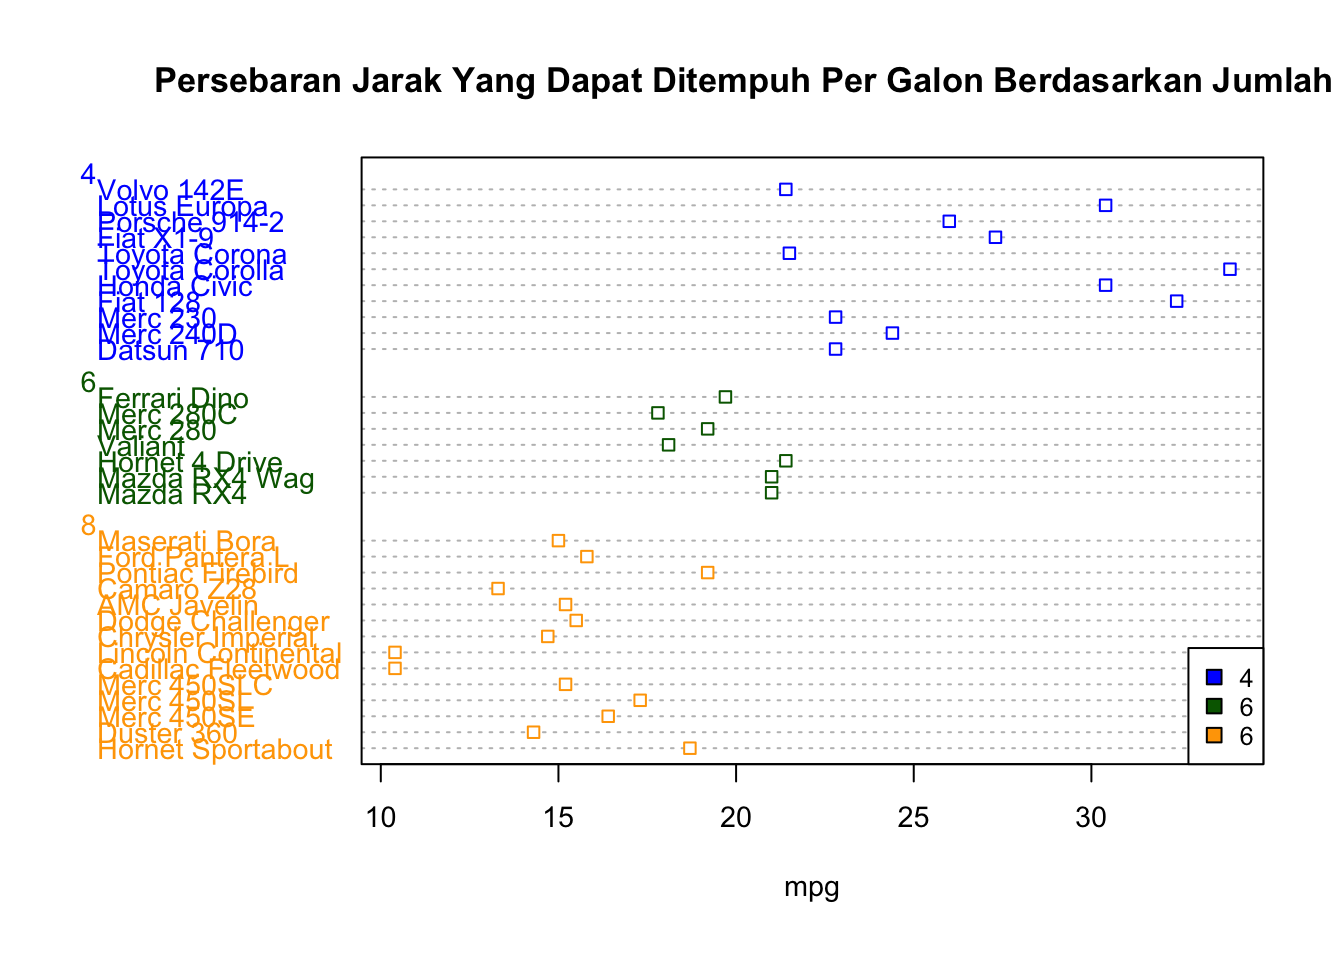 Persebaran Jarak Yang Dapat Ditempuh Per Galon Berdasarkan Jumlah
4
Volvo 142E
Lotus Europa
Porsche 914-2
Fiat X1-9
Toyota Corona
Toyota Corolla
Honda Civic
Fiat 128
Merc 230
Merc 240D
Datsun 710
6
Ferrari Dino
Merc 280C
Merc 280
Valiant
Hornet 4 Drive
Mazda RX4 Wag
Mazda RX4
8
Maserati Bora
Ford Pantera L
Pontiac Firebird
Camaro Z28
AMC Javelin
Dodge Challenger
Chrysler Imperial
Lincoln Continental
Cadillac Fleetwood
Merc 450SLC
Merc 450SL
Merc 450SE
Duster 360
Hornet Sportabout
4
6
6
10 15 20 25 30
mpg